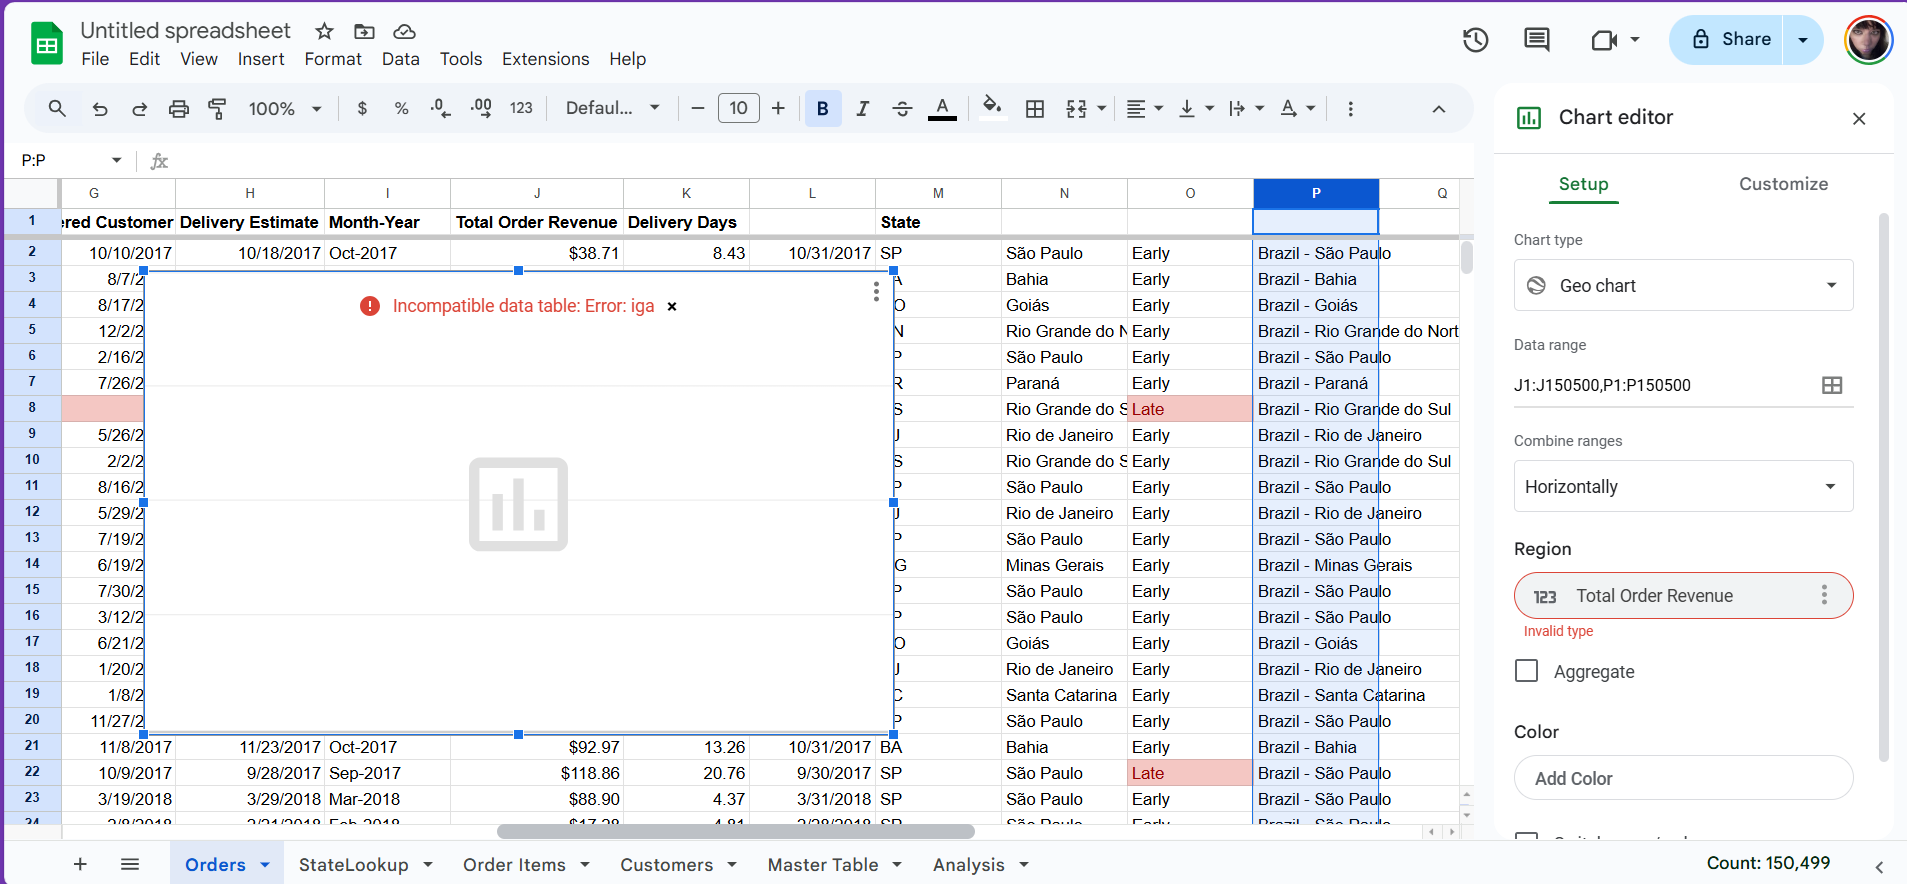 Untitled spreadsheet
File Edit View Insert Format Data Tools Extensions Help
Share
100% $ % .0 .00 123 Defaul... − 10 + B I A
Chart editor
P:P fx
Setup Customize
G H I J K L M N O P Q
1 ered Customer Delivery Estimate Month-Year Total Order Revenue Delivery Days State
2 10/10/2017 10/18/2017 Oct-2017 $38.71 8.43 10/31/2017 SP São Paulo Early Brazil - São Paulo
3 8/7/2 A Bahia Early Brazil - Bahia
4 8/17/2 O Goiás Early Brazil - Goiás
5 12/2/2 N Rio Grande do N Early Brazil - Rio Grande do Nort
6 2/16/2 P São Paulo Early Brazil - São Paulo
7 7/26/2 R Paraná Early Brazil - Paraná
8 S Rio Grande do S Late Brazil - Rio Grande do Sul
9 5/26/2 J Rio de Janeiro Early Brazil - Rio de Janeiro
10 2/2/2 S Rio Grande do S Early Brazil - Rio Grande do Sul
11 8/16/2 P São Paulo Early Brazil - São Paulo
12 5/29/2 J Rio de Janeiro Early Brazil - Rio de Janeiro
13 7/19/2 P São Paulo Early Brazil - São Paulo
14 6/19/2 G Minas Gerais Early Brazil - Minas Gerais
15 7/30/2 P São Paulo Early Brazil - São Paulo
16 3/12/2 P São Paulo Early Brazil - São Paulo
17 6/21/2 O Goiás Early Brazil - Goiás
18 1/20/2 J Rio de Janeiro Early Brazil - Rio de Janeiro
19 1/8/2 C Santa Catarina Early Brazil - Santa Catarina
20 11/27/2 P São Paulo Early Brazil - São Paulo
21 11/8/2017 11/23/2017 Oct-2017 $92.97 13.26 10/31/2017 BA Bahia Early Brazil - Bahia
22 10/9/2017 9/28/2017 Sep-2017 $118.86 20.76 9/30/2017 SP São Paulo Late Brazil - São Paulo
23 3/19/2018 3/29/2018 Mar-2018 $88.90 4.37 3/31/2018 SP São Paulo Early Brazil - São Paulo
Incompatible data table: Error: iga ×
Chart type
Geo chart
Data range
J1:J150500,P1:P150500
Combine ranges
Horizontally
Region
123 Total Order Revenue
Invalid type
Aggregate
Color
Add Color
Orders StateLookup Order Items Customers Master Table Analysis
Count: 150,499